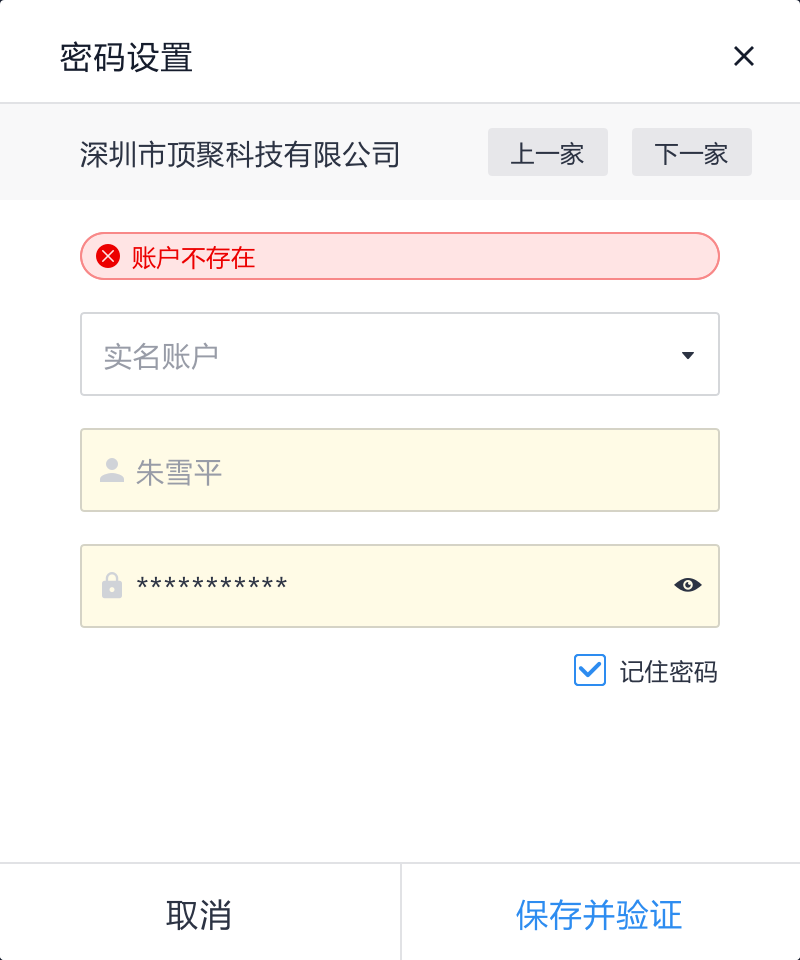 密码设置
深圳市顶聚科技有限公司 上一家 下一家
账户不存在
实名账户
朱雪平
***********
记住密码
取消 保存并验证